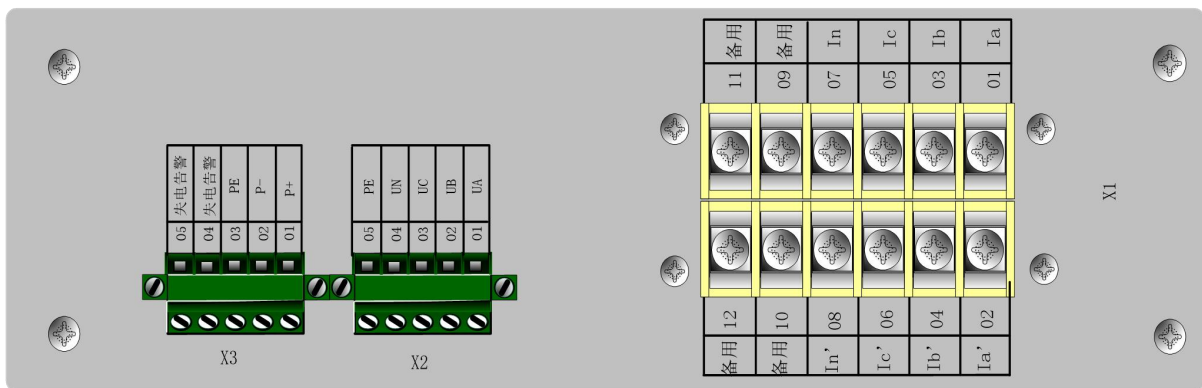 备用 备用 In Ic Ib Ia
11 09 07 05 03 01
失电告警 失电告警 PE P- P+
05 04 03 02 01
PE UN UC UB UA
05 04 03 02 01
X1
12 10 08 06 04 02
备用 备用 In' Ic' Ib' Ia'
X3
X2